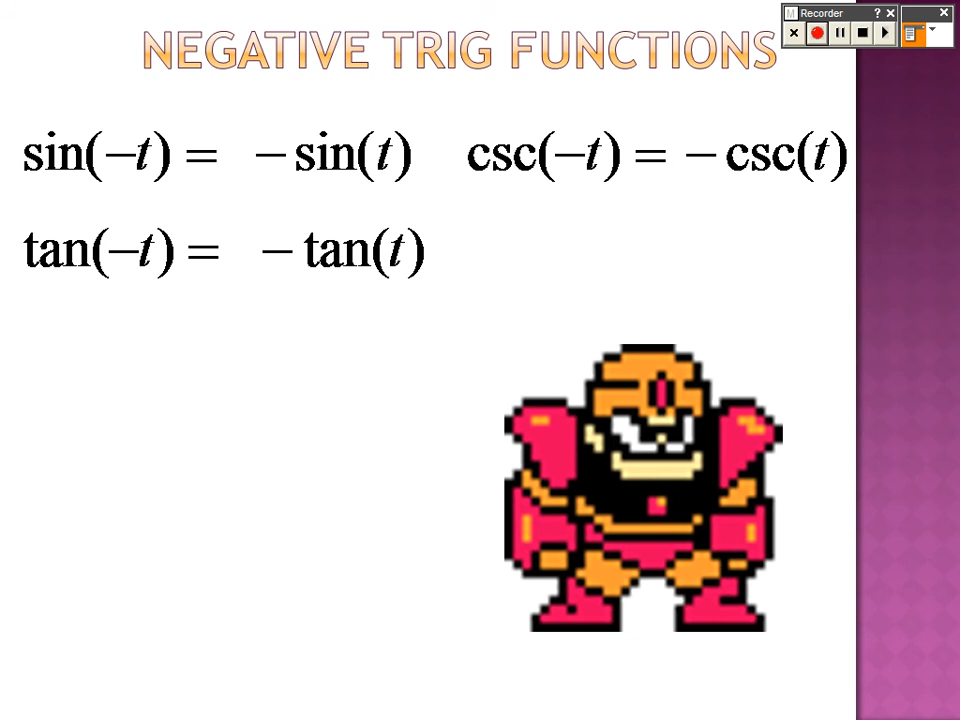 Recorder
NEGATIVE TRIG FUNCTIONS
sin(−t) = − sin(t) csc(−t) = − csc(t)
tan(−t) = − tan(t)